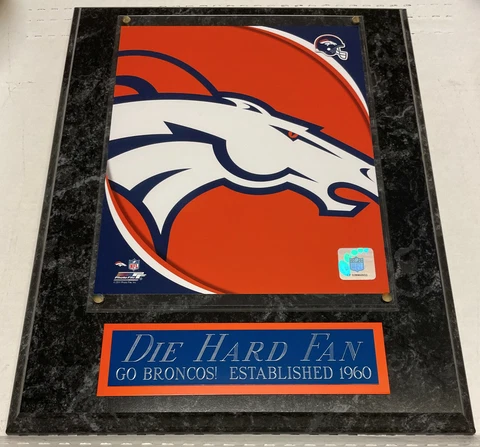 DIE HARD FAN
GO BRONCOS! ESTABLISHED 1960